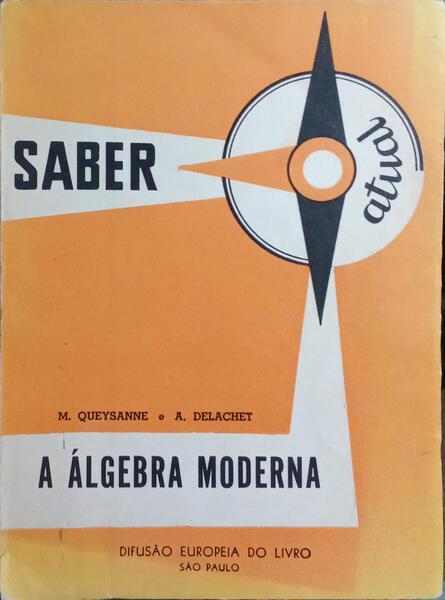 SABER
atual
M. QUEYSANNE e A. DELACHET
A ÁLGEBRA MODERNA
DIFUSÃO EUROPEIA DO LIVRO
SÃO PAULO